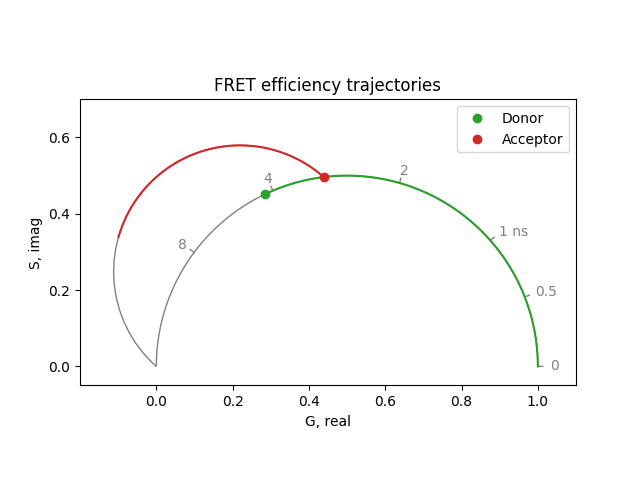 FRET efficiency trajectories
Donor
Acceptor
0.6
0.4
0.2
0.0
S, imag
8
4
2
1 ns
0.5
0
0.0 0.2 0.4 0.6 0.8 1.0
G, real